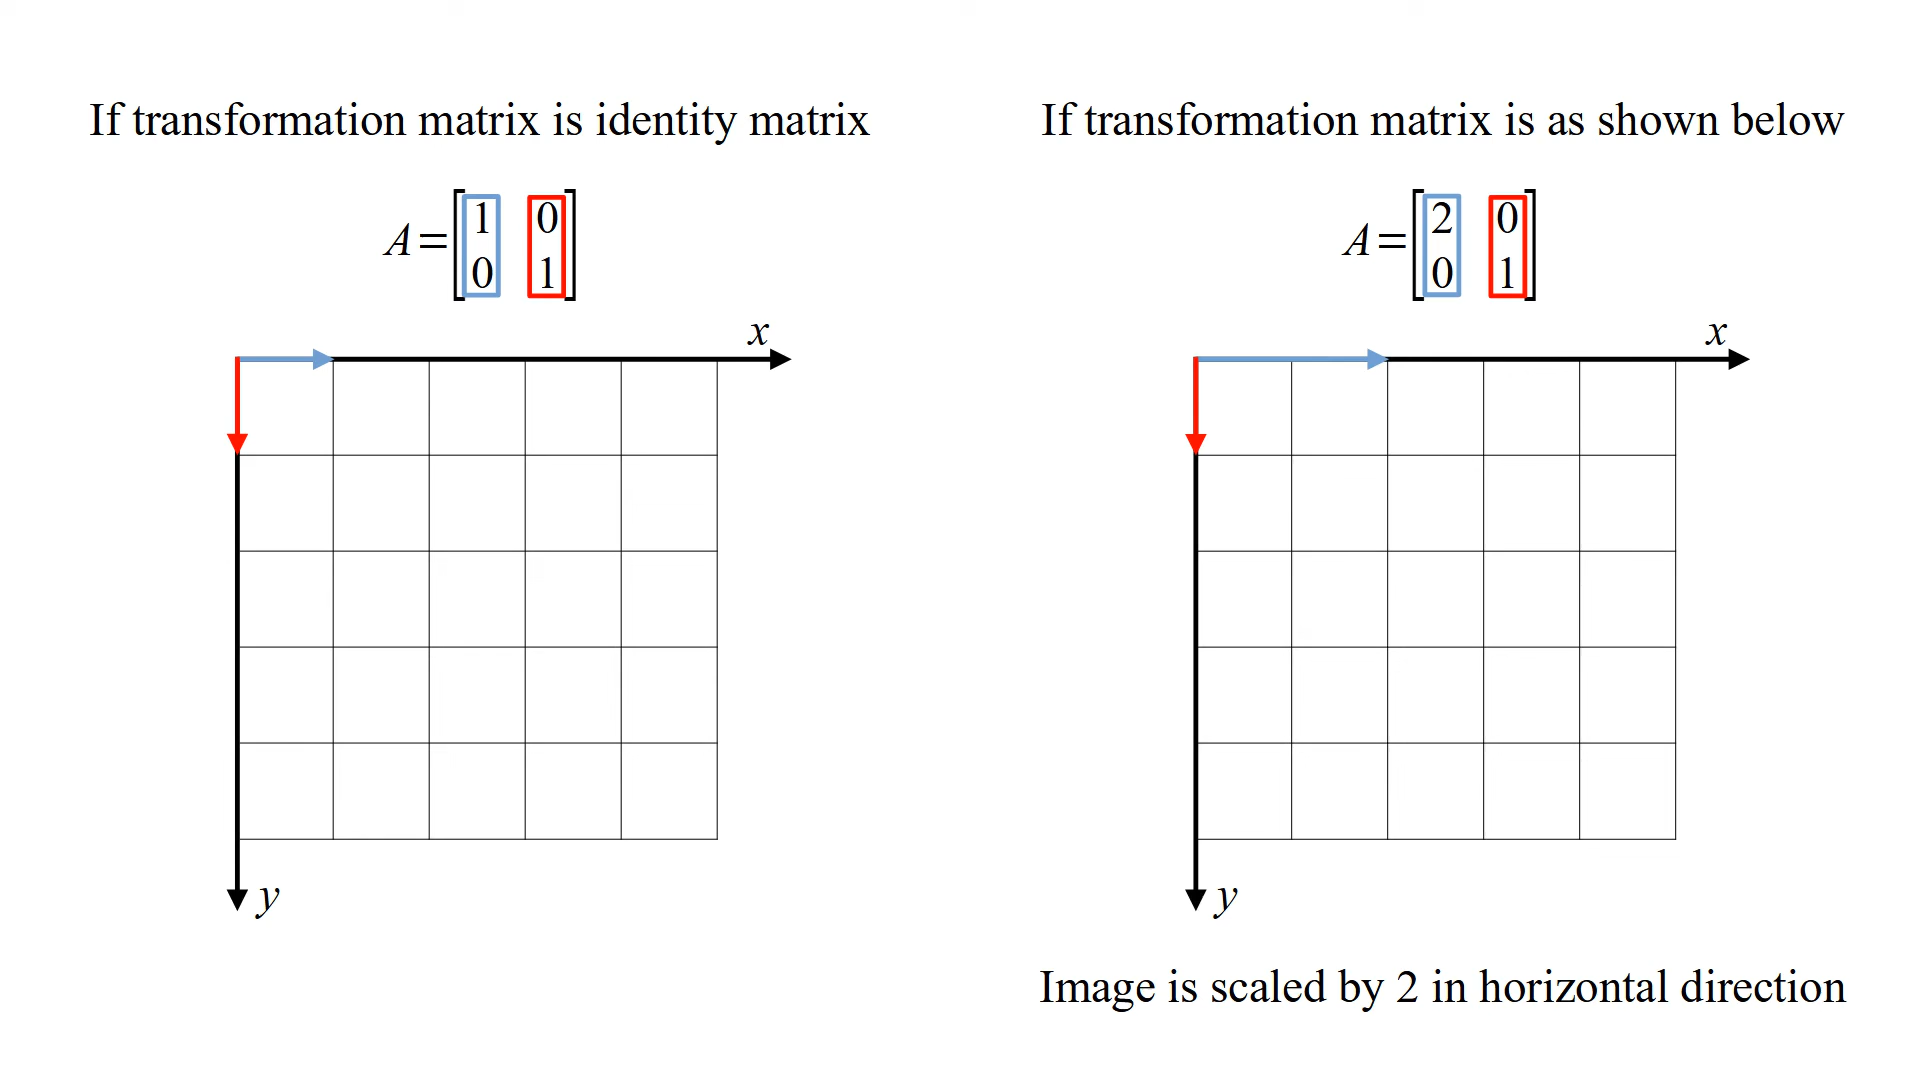 If transformation matrix is identity matrix
A=[1 0
0 1]
x
y
If transformation matrix is as shown below
A=[2 0
0 1]
x
y
Image is scaled by 2 in horizontal direction